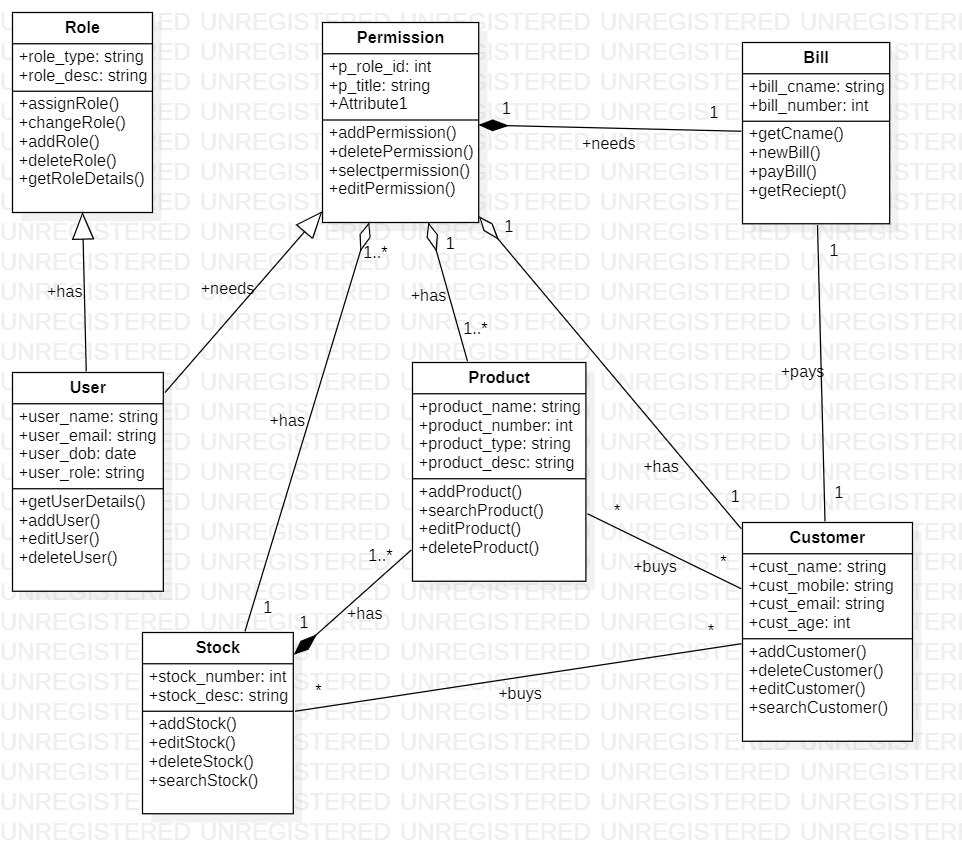 Role
+role_type: string
+role_desc: string
+assignRole()
+changeRole()
+addRole()
+deleteRole()
+getRoleDetails()
Permission
+p_role_id: int
+p_title: string
+Attribute1
+addPermission()
+deletePermission()
+selectpermission()
+editPermission()
Bill
+bill_cname: string
+bill_number: int
+getCname()
+newBill()
+payBill()
+getReciept()
1
1
+needs
+has
+needs
1..*
1
1
1
+has
1..*
+pays
User
+user_name: string
+user_email: string
+user_dob: date
+user_role: string
+getUserDetails()
+addUser()
+editUser()
+deleteUser()
Product
+product_name: string
+product_number: int
+product_type: string
+product_desc: string
+addProduct()
+searchProduct()
+editProduct()
+deleteProduct()
+has
+has
1
1
*
*
+buys
Customer
+cust_name: string
+cust_mobile: string
+cust_email: string
+cust_age: int
+addCustomer()
+deleteCustomer()
+editCustomer()
+searchCustomer()
1..*
+has
1
1
*
*
+buys
Stock
+stock_number: int
+stock_desc: string
+addStock()
+editStock()
+deleteStock()
+searchStock()
UNREGISTERED UNREGISTERED UNREGISTERED UNREGISTERED